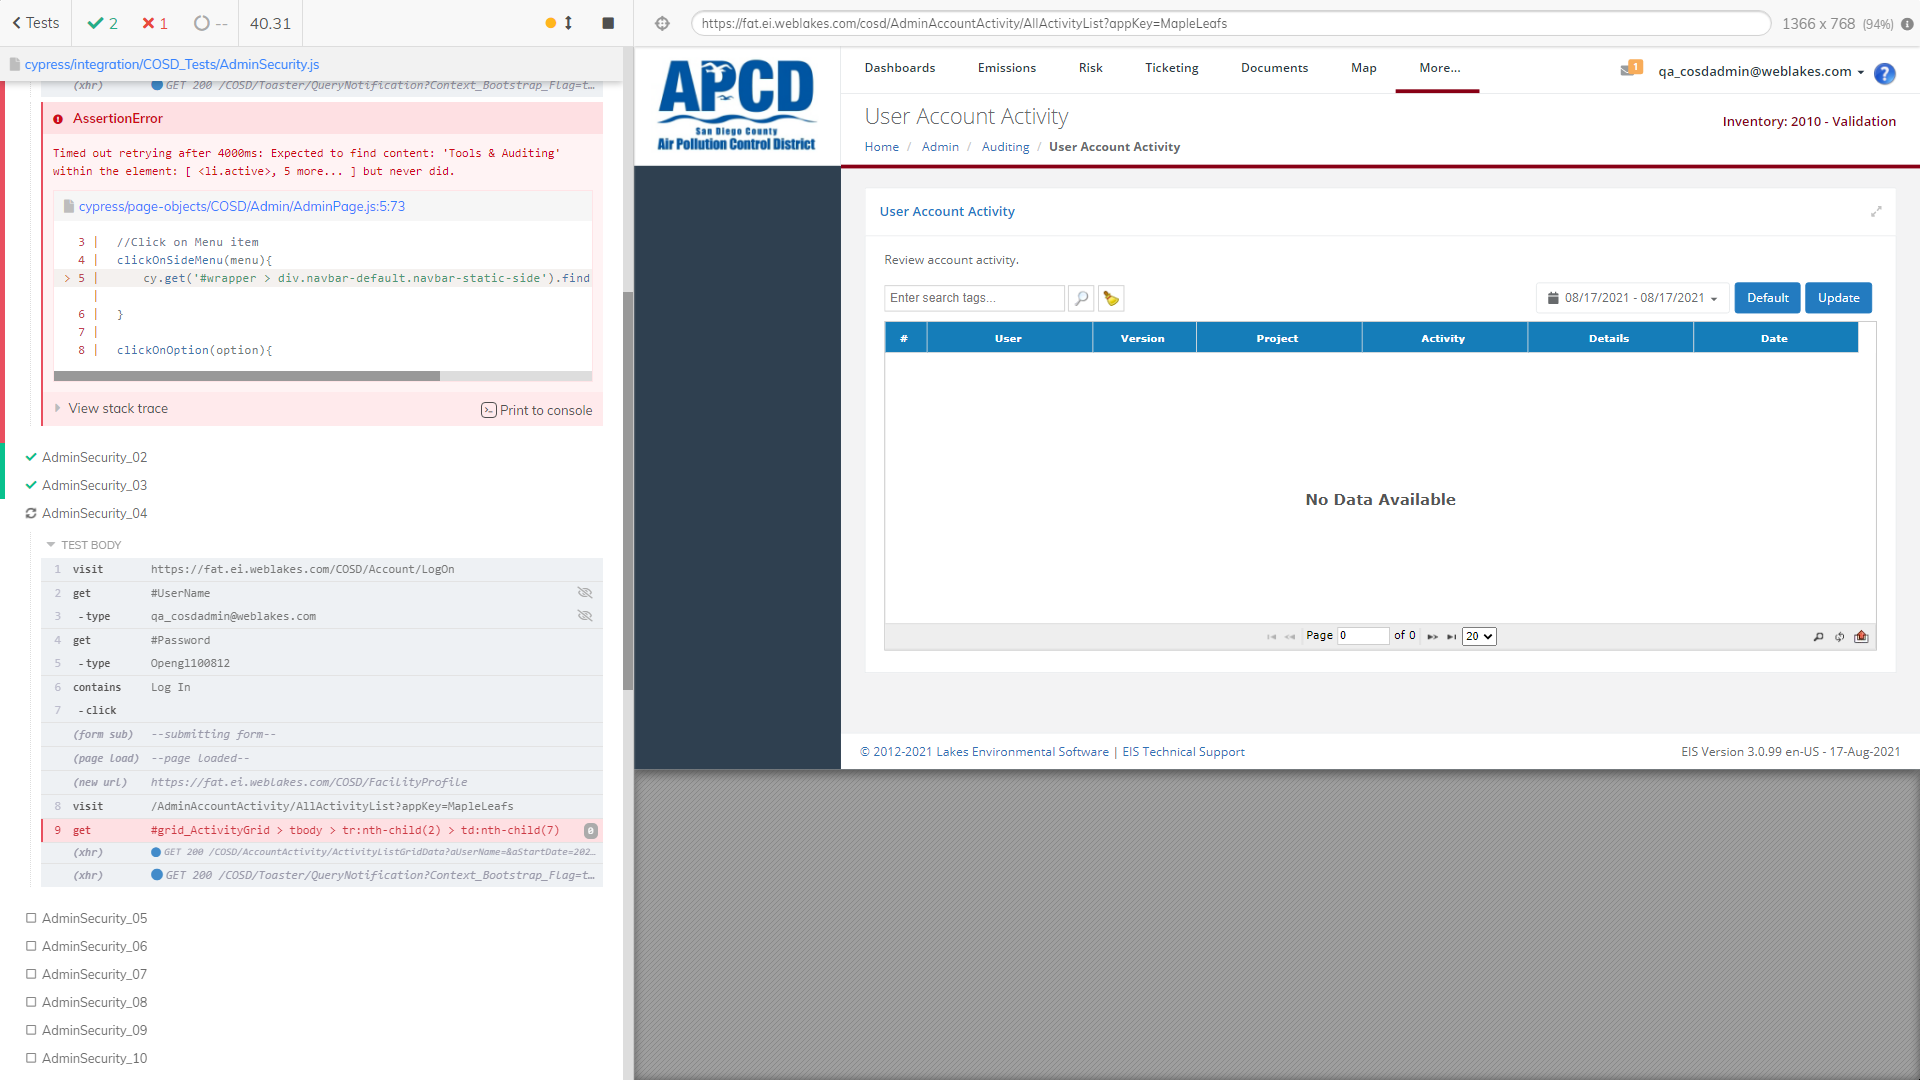 Tests
2
1
--
40.31
cypress/integration/COSD_Tests/AdminSecurity.js
(xhr) GET 200 /COSD/Toaster/QueryNotification?Context_Bootstrap_Flag=t...
AssertionError
Timed out retrying after 4000ms: Expected to find content: 'Tools & Auditing'
within the element: [ <li.active>, 5 more... ] but never did.
cypress/page-objects/COSD/Admin/AdminPage.js:5:73
3 | //Click on Menu item
4 | clickOnSideMenu(menu){
> 5 | cy.get('#wrapper > div.navbar-default.navbar-static-side').find
|
6 | }
7 |
8 | clickOnOption(option){
View stack trace
Print to console
AdminSecurity_02
AdminSecurity_03
AdminSecurity_04
TEST BODY
1 visit https://fat.ei.weblakes.com/COSD/Account/LogOn
2 get #UserName
3 -type qa_cosdadmin@weblakes.com
4 get #Password
5 -type Opengl100812
6 contains Log In
7 -click
(form sub) --submitting form--
(page load) --page loaded--
(new url) https://fat.ei.weblakes.com/COSD/FacilityProfile
8 visit /AdminAccountActivity/AllActivityList?appKey=MapleLeafs
9 get #grid_ActivityGrid > tbody > tr:nth-child(2) > td:nth-child(7) 0
(xhr) GET 200 /COSD/AccountActivity/ActivityListGridData?aUserName=&aStartDate=202...
(xhr) GET 200 /COSD/Toaster/QueryNotification?Context_Bootstrap_Flag=t...
AdminSecurity_05
AdminSecurity_06
AdminSecurity_07
AdminSecurity_08
AdminSecurity_09
AdminSecurity_10
https://fat.ei.weblakes.com/cosd/AdminAccountActivity/AllActivityList?appKey=MapleLeafs
1366 x 768 (94%)
APCD
San Diego County
Air Pollution Control District
Dashboards
Emissions
Risk
Ticketing
Documents
Map
More...
1
qa_cosdadmin@weblakes.com
?
User Account Activity
Inventory: 2010 - Validation
Home / Admin / Auditing / User Account Activity
User Account Activity
Review account activity.
Enter search tags...
08/17/2021 - 08/17/2021
Default
Update
# User Version Project Activity Details Date
No Data Available
Page 0 of 0
20
© 2012-2021 Lakes Environmental Software | EIS Technical Support
EIS Version 3.0.99 en-US - 17-Aug-2021